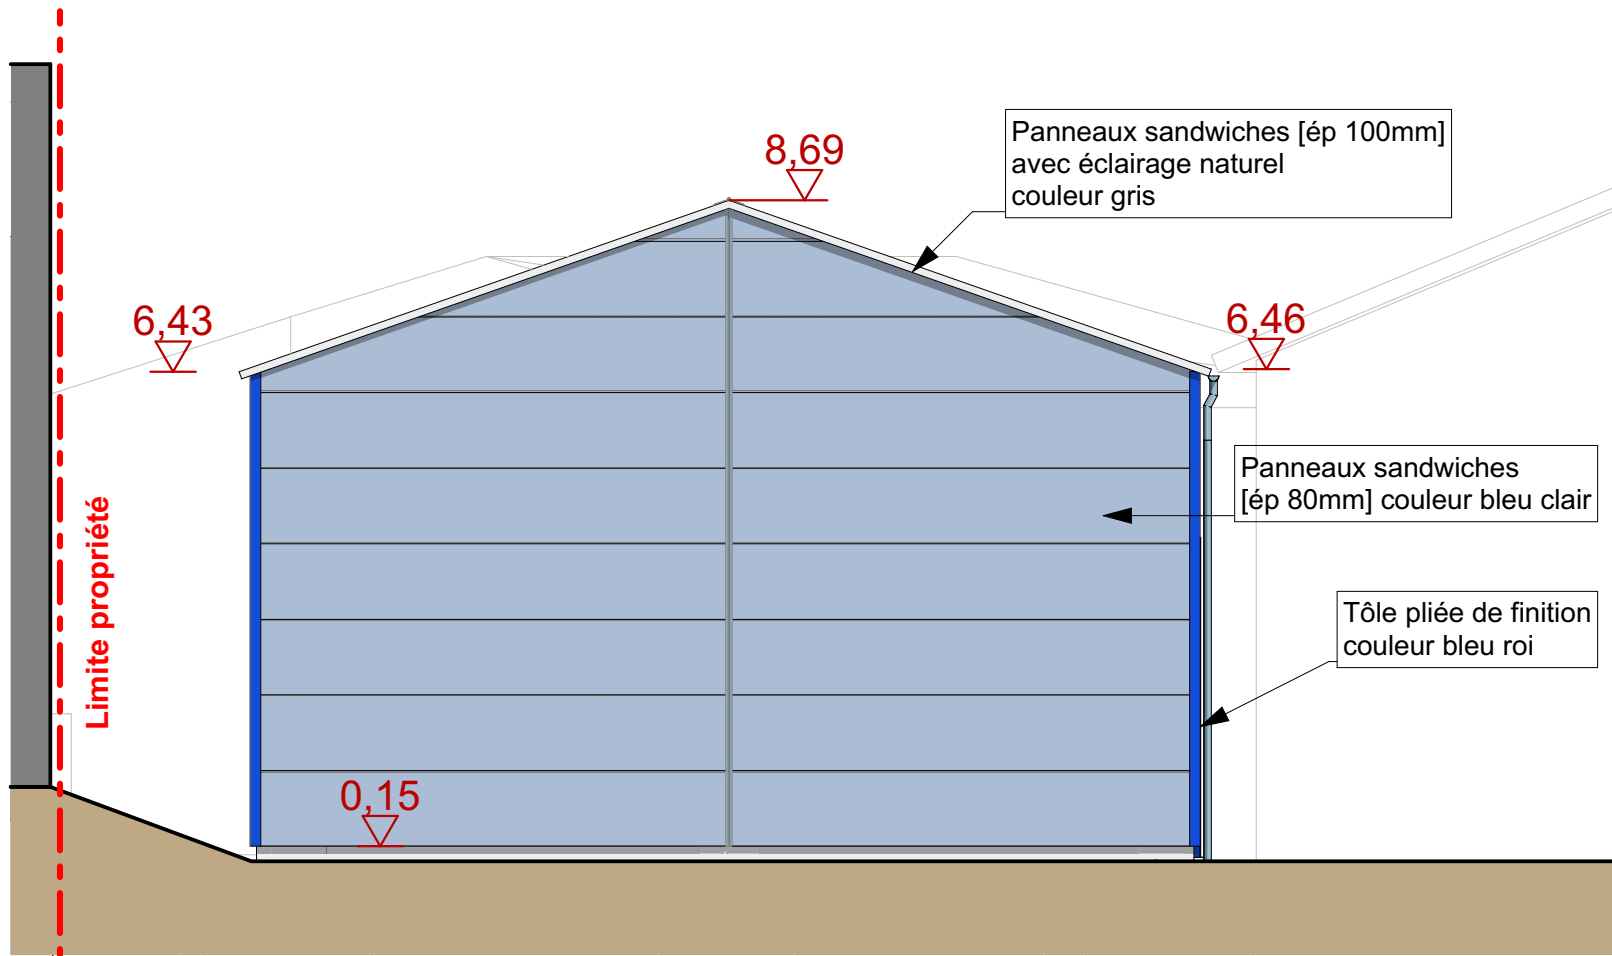 Panneaux sandwiches [ép 100mm]
avec éclairage naturel
couleur gris
8,69
6,43
6,46
Panneaux sandwiches
[ép 80mm] couleur bleu clair
Limite propriété
Tôle pliée de finition
couleur bleu roi
0,15